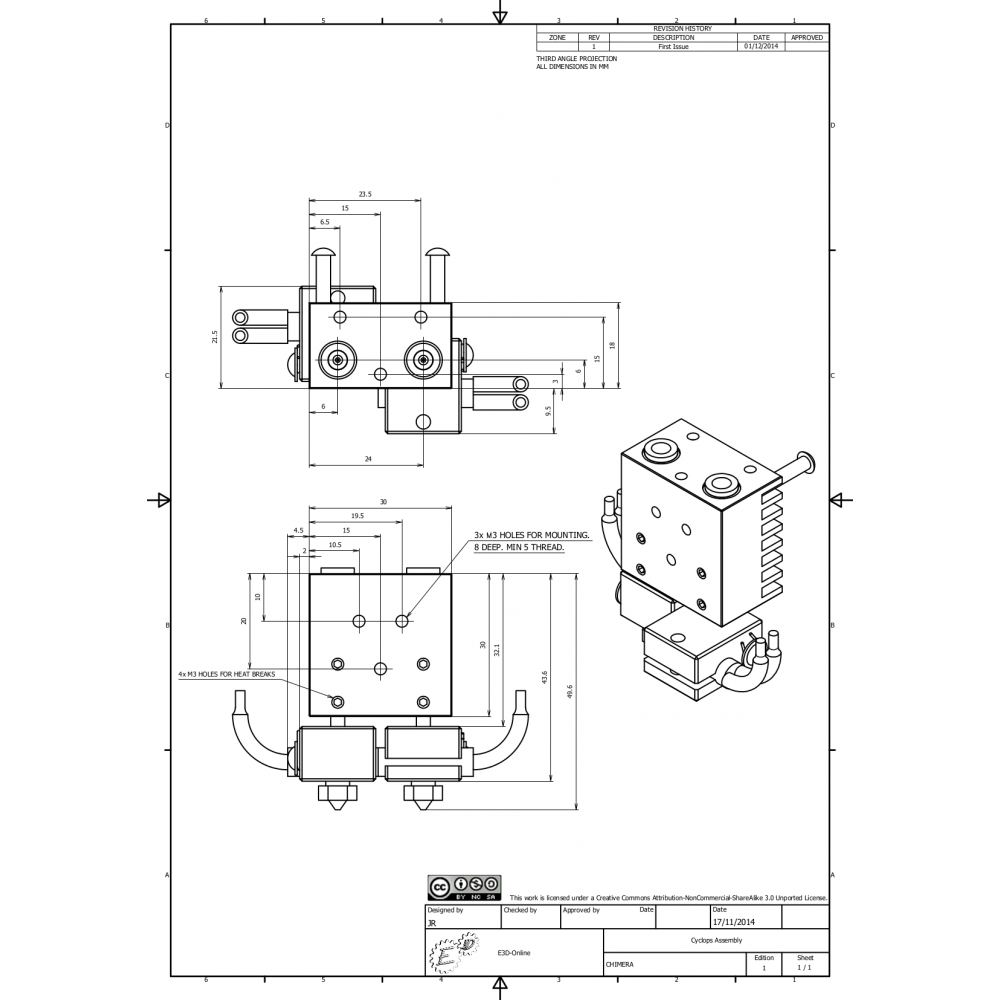 6 5 4 3 2 1
REVISION HISTORY
ZONE REV DESCRIPTION DATE APPROVED
1 First Issue 01/12/2014
THIRD ANGLE PROJECTION
ALL DIMENSIONS IN MM
D D
23.5
15
6.5
21.5
18
15
6
3
9.5
C C
6
24
30
19.5
4.5 15
2 10.5
3x M3 HOLES FOR MOUNTING.
8 DEEP. MIN 5 THREAD.
10
20
B B
30
32.1
43.6
49.6
4x M3 HOLES FOR HEAT BREAKS
A A
cc BY NC SA
This work is licensed under a Creative Commons Attribution-NonCommercial-ShareAlike 3.0 Unported License.
Designed by Checked by Approved by Date Date
JR 17/11/2014
E3D
E3D-Online
Cyclops Assembly
CHIMERA
Edition Sheet
1 1 / 1
6 5 4 3 2 1